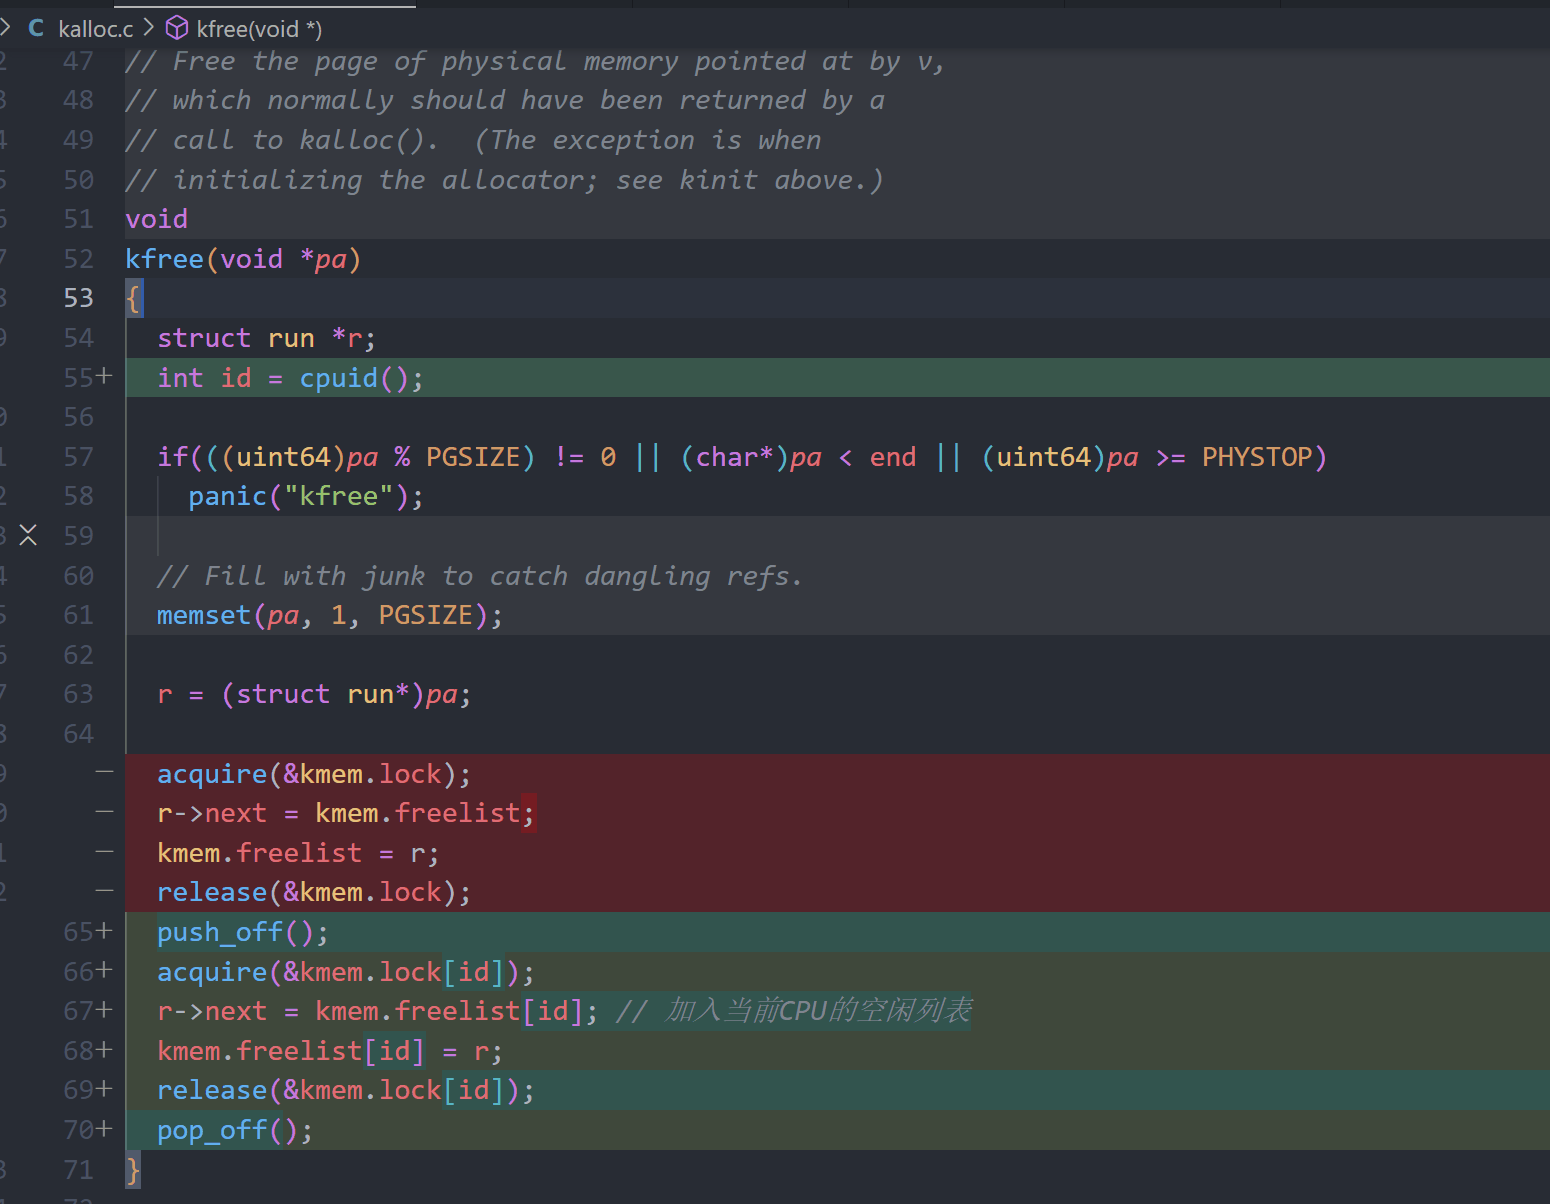 C kalloc.c > kfree(void *)
47 // Free the page of physical memory pointed at by v,
48 // which normally should have been returned by a
49 // call to kalloc().  (The exception is when
50 // initializing the allocator; see kinit above.)
51 void
52 kfree(void *pa)
53 {
54   struct run *r;
55+   int id = cpuid();
56
57   if(((uint64)pa % PGSIZE) != 0 || (char*)pa < end || (uint64)pa >= PHYSTOP)
58     panic("kfree");
59
60   // Fill with junk to catch dangling refs.
61   memset(pa, 1, PGSIZE);
62
63   r = (struct run*)pa;
64
—   acquire(&kmem.lock);
—   r->next = kmem.freelist;
—   kmem.freelist = r;
—   release(&kmem.lock);
65+   push_off();
66+   acquire(&kmem.lock[id]);
67+   r->next = kmem.freelist[id]; // 加入当前CPU的空闲列表
68+   kmem.freelist[id] = r;
69+   release(&kmem.lock[id]);
70+   pop_off();
71 }